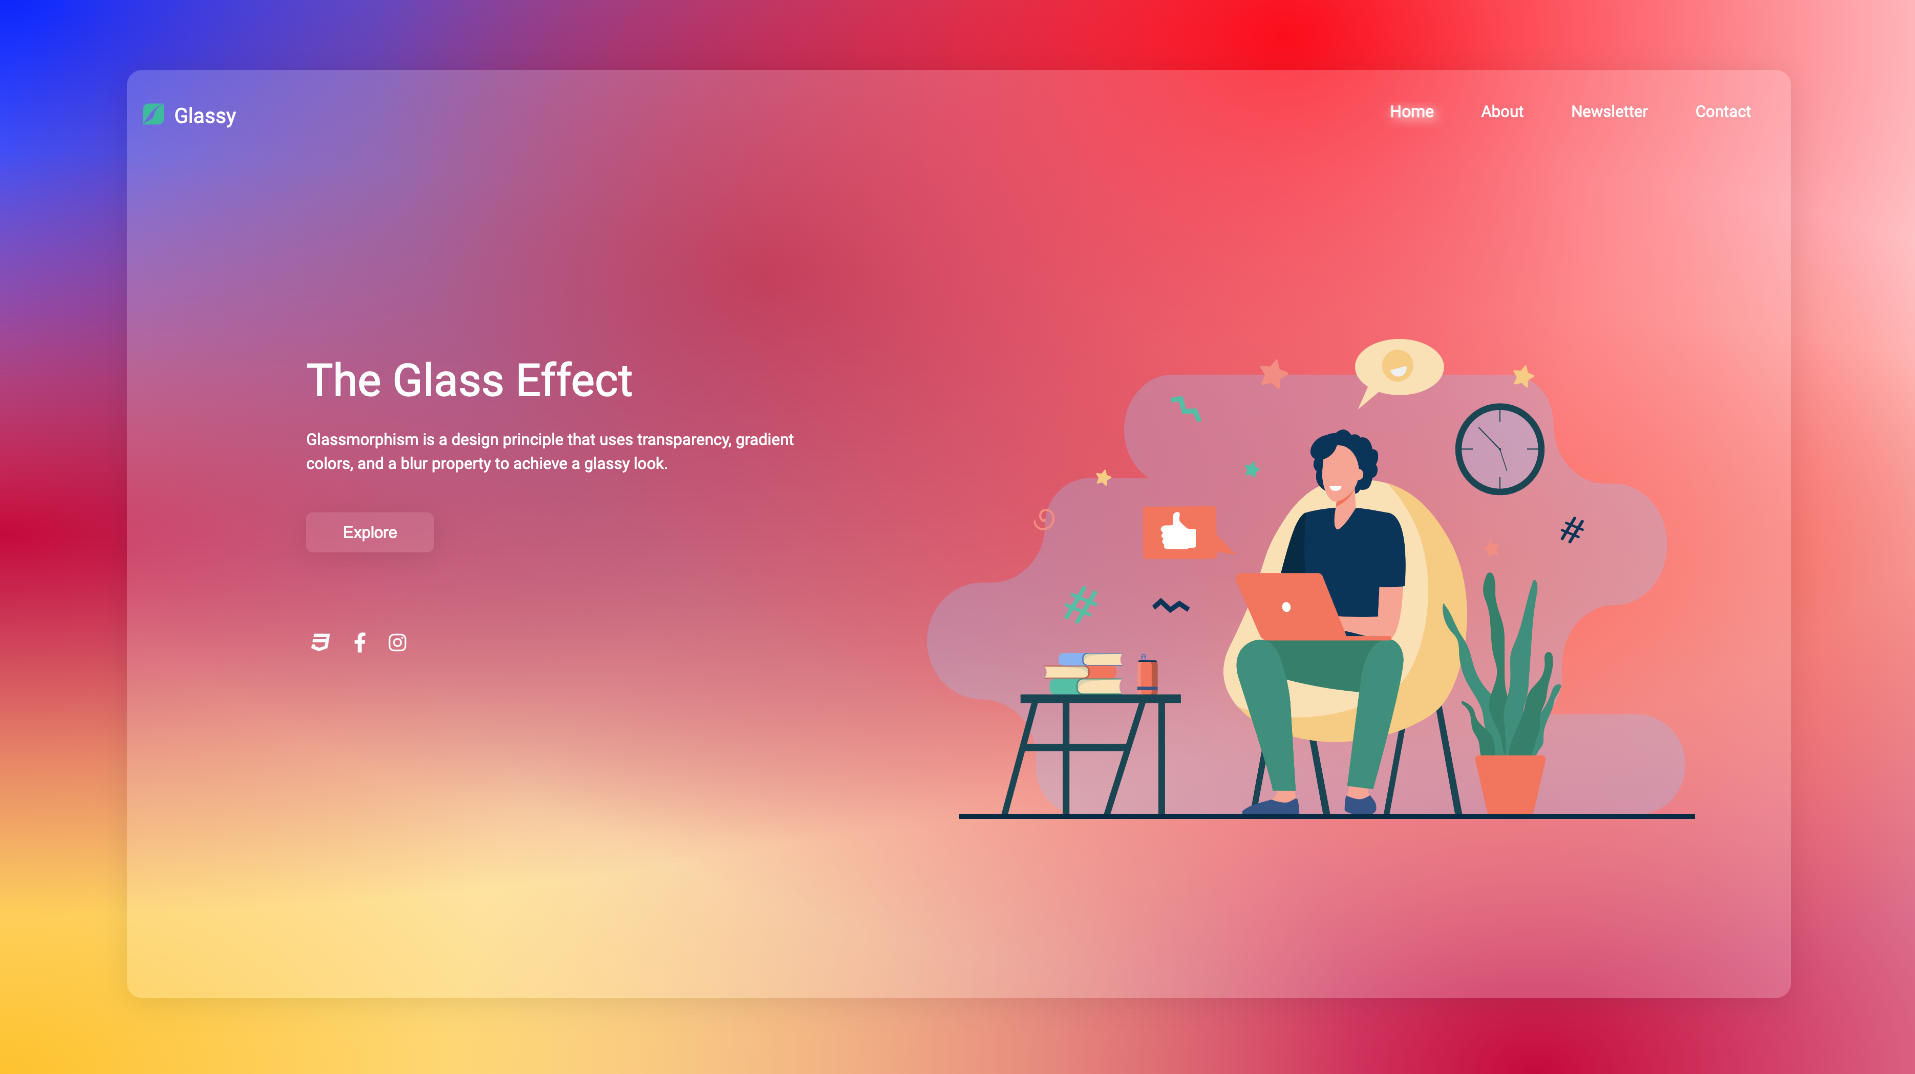 Glassy
Home About Newsletter Contact
The Glass Effect
Glassmorphism is a design principle that uses transparency, gradient
colors, and a blur property to achieve a glassy look.
Explore
#
#